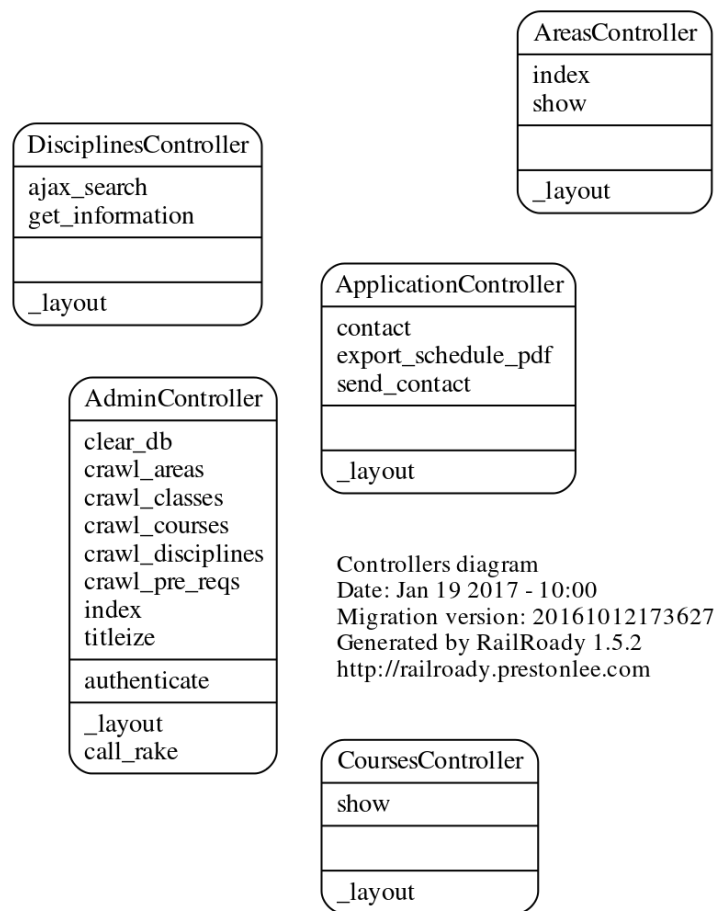 AreasController
index
show
_layout
DisciplinesController
ajax_search
get_information
_layout
ApplicationController
contact
export_schedule_pdf
send_contact
_layout
AdminController
clear_db
crawl_areas
crawl_classes
crawl_courses
crawl_disciplines
crawl_pre_reqs
index
titleize
authenticate
_layout
call_rake
Controllers diagram
Date: Jan 19 2017 - 10:00
Migration version: 20161012173627
Generated by RailRoady 1.5.2
http://railroady.prestonlee.com
CoursesController
show
_layout